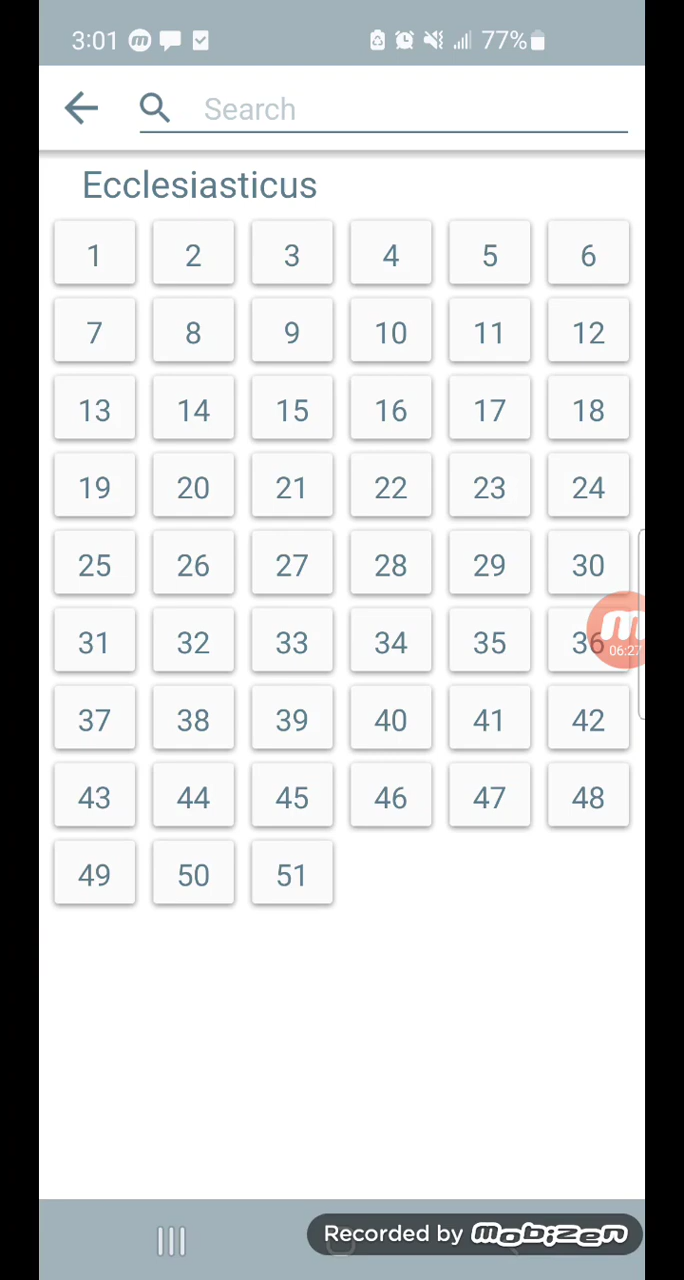 3:01 77%
Search
Ecclesiasticus
1 2 3 4 5 6
7 8 9 10 11 12
13 14 15 16 17 18
19 20 21 22 23 24
25 26 27 28 29 30
31 32 33 34 35 36
06:27
37 38 39 40 41 42
43 44 45 46 47 48
49 50 51
Recorded by mobizen